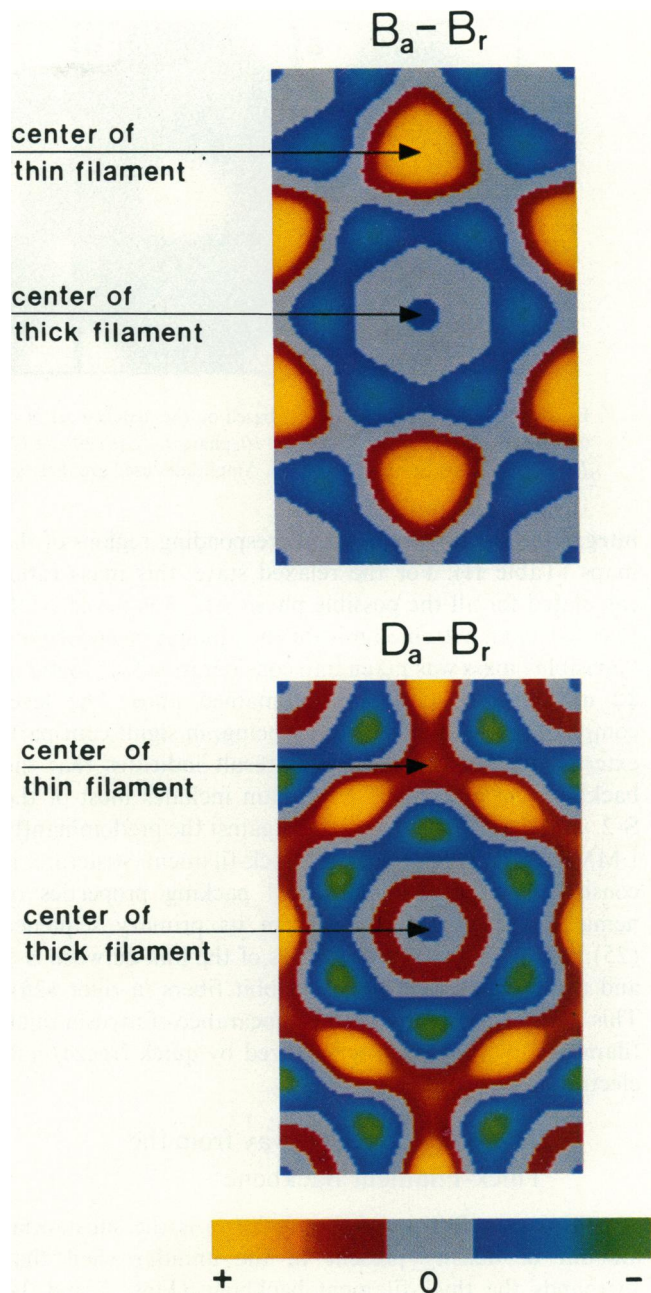 Bₐ – Bᵣ
center of
thin filament
center of
thick filament
Dₐ – Bᵣ
center of
thin filament
center of
thick filament
+ 0 –